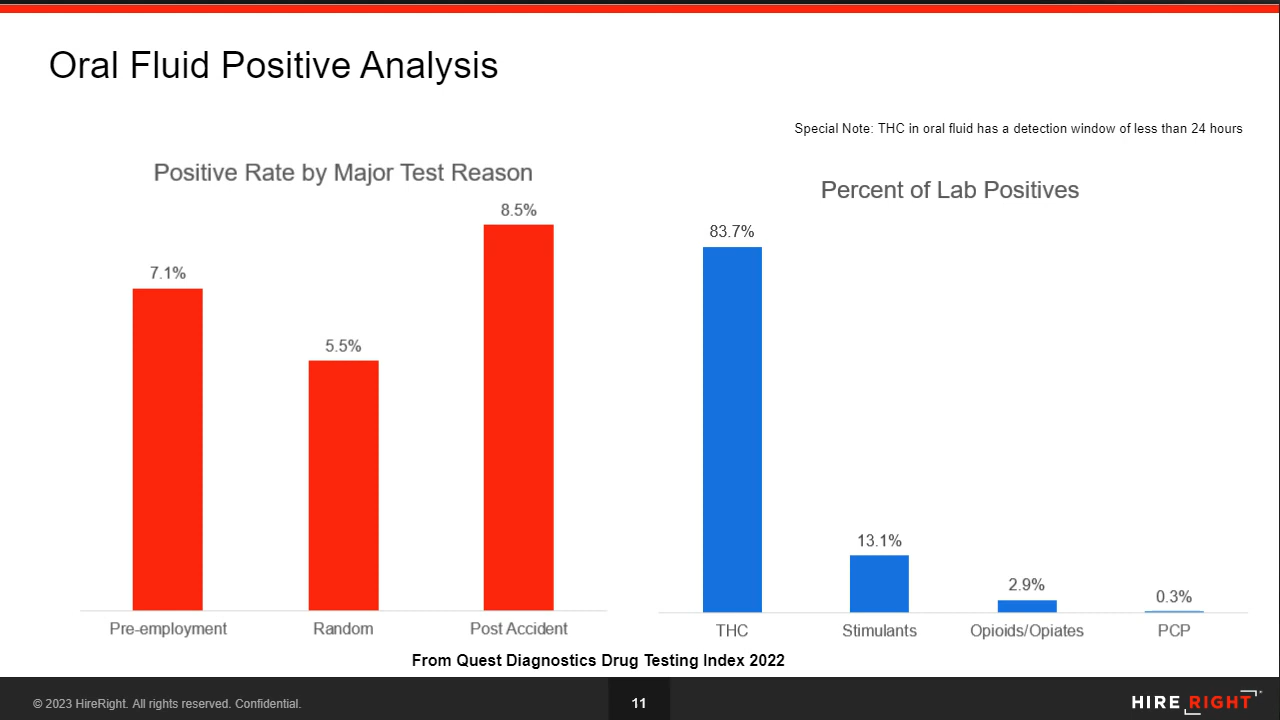 Oral Fluid Positive Analysis
Special Note: THC in oral fluid has a detection window of less than 24 hours
Positive Rate by Major Test Reason
8.5%
7.1%
5.5%
Pre-employment Random Post Accident
Percent of Lab Positives
83.7%
13.1%
2.9%
0.3%
THC Stimulants Opioids/Opiates PCP
From Quest Diagnostics Drug Testing Index 2022
© 2023 HireRight. All rights reserved. Confidential.
11
HIRE RIGHT